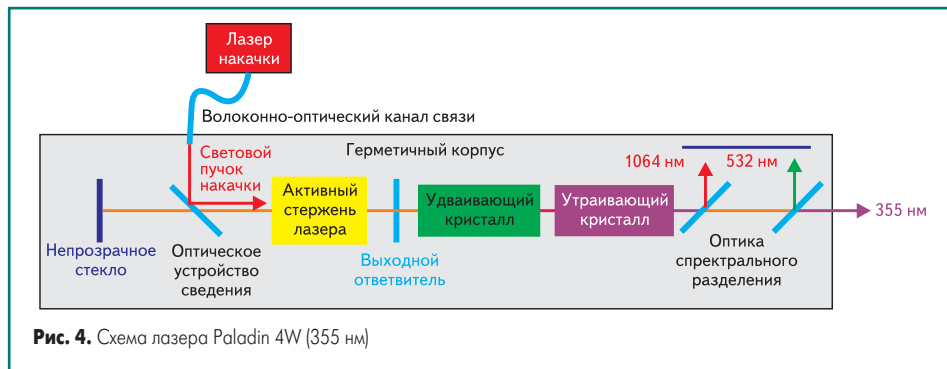 Лазер
накачки
Волоконно-оптический канал связи
Герметичный корпус
Световой
пучок
накачки
1064 нм
532 нм
Активный
стержень
лазера
Удваивающий
кристалл
Утраивающий
кристалл
355 нм
Непрозрачное
стекло
Оптическое
устройство
сведения
Выходной
ответвитель
Оптика
спектрального
разделения
Рис. 4. Схема лазера Paladin 4W (355 нм)